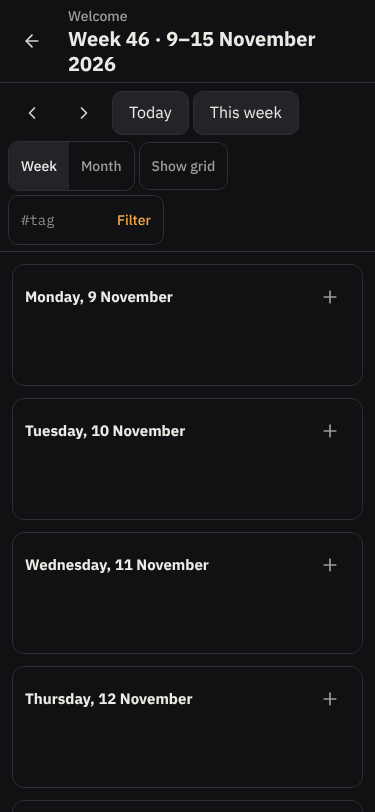 Welcome
Week 46 · 9–15 November
2026
Today
This week
Week
Month
Show grid
#tag
Filter
Monday, 9 November
Tuesday, 10 November
Wednesday, 11 November
Thursday, 12 November